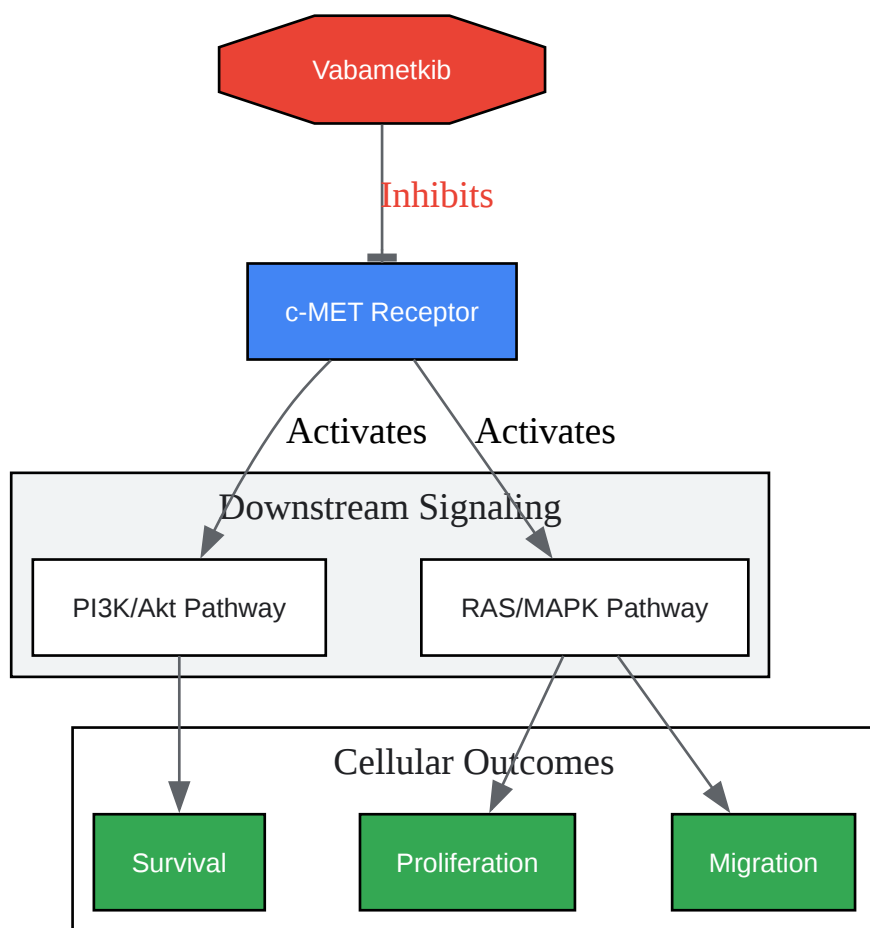 Vabametkib
Inhibits
c-MET Receptor
Activates
Activates
Downstream Signaling
PI3K/Akt Pathway
RAS/MAPK Pathway
Cellular Outcomes
Survival
Proliferation
Migration